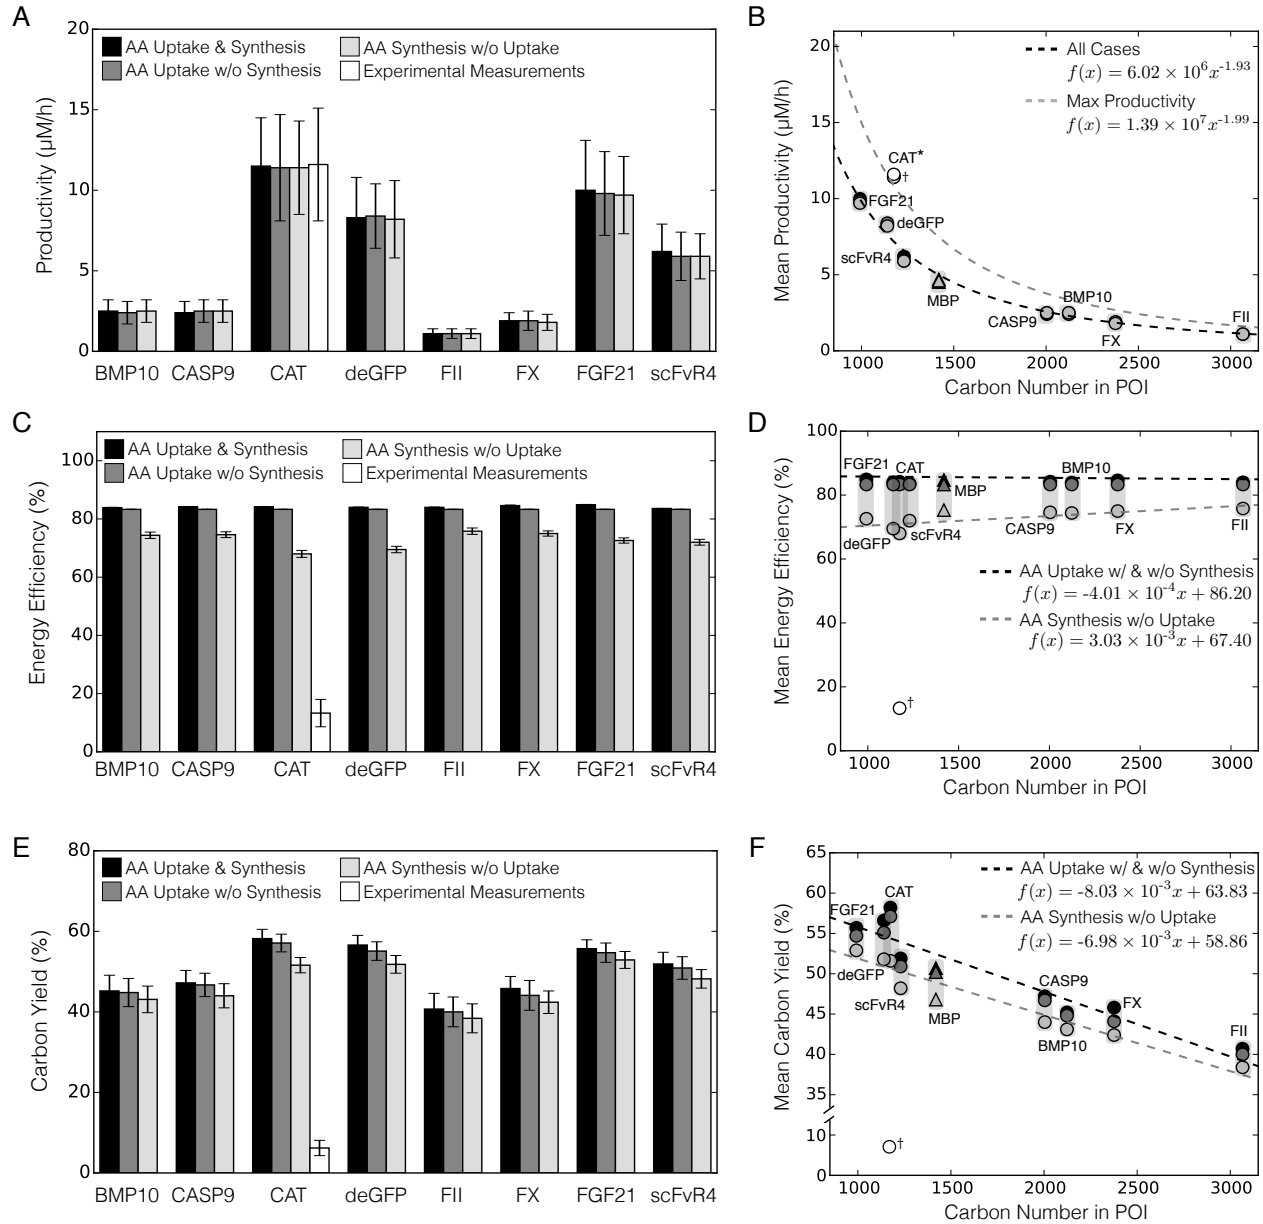 A
Productivity (µM/h)
20
15
10
5
0
AA Uptake & Synthesis
AA Uptake w/o Synthesis
AA Synthesis w/o Uptake
Experimental Measurements
BMP10 CASP9 CAT deGFP FII FX FGF21 scFvR4
B
Mean Productivity (µM/h)
20
15
10
5
0
All Cases
f(x) = 6.02 × 10^6x^-1.93
Max Productivity
f(x) = 1.39 × 10^7x^-1.99
CAT*
†
FGF21
deGFP
scFvR4
MBP
BMP10
CASP9
FX
FII
1000 1500 2000 2500 3000
Carbon Number in POI
C
Energy Efficiency (%)
100
80
60
40
20
0
AA Uptake & Synthesis
AA Uptake w/o Synthesis
AA Synthesis w/o Uptake
Experimental Measurements
BMP10 CASP9 CAT deGFP FII FX FGF21 scFvR4
D
Mean Energy Efficiency (%)
100
80
60
40
20
0
FGF21 CAT
MBP
BMP10
CASP9
FX
FII
deGFP scFvR4
AA Uptake w/ & w/o Synthesis
f(x) = -4.01 × 10^-4x + 86.20
AA Synthesis w/o Uptake
f(x) = 3.03 × 10^-3x + 67.40
†
1000 1500 2000 2500 3000
Carbon Number in POI
E
Carbon Yield (%)
80
60
40
20
0
AA Uptake & Synthesis
AA Uptake w/o Synthesis
AA Synthesis w/o Uptake
Experimental Measurements
BMP10 CASP9 CAT deGFP FII FX FGF21 scFvR4
F
Mean Carbon Yield (%)
65
60
55
50
45
40
35
10
0
AA Uptake w/ & w/o Synthesis
f(x) = -8.03 × 10^-3x + 63.83
AA Synthesis w/o Uptake
f(x) = -6.98 × 10^-3x + 58.86
CAT
FGF21
deGFP
scFvR4
MBP
CASP9
BMP10
FX
FII
†
1000 1500 2000 2500 3000
Carbon Number in POI